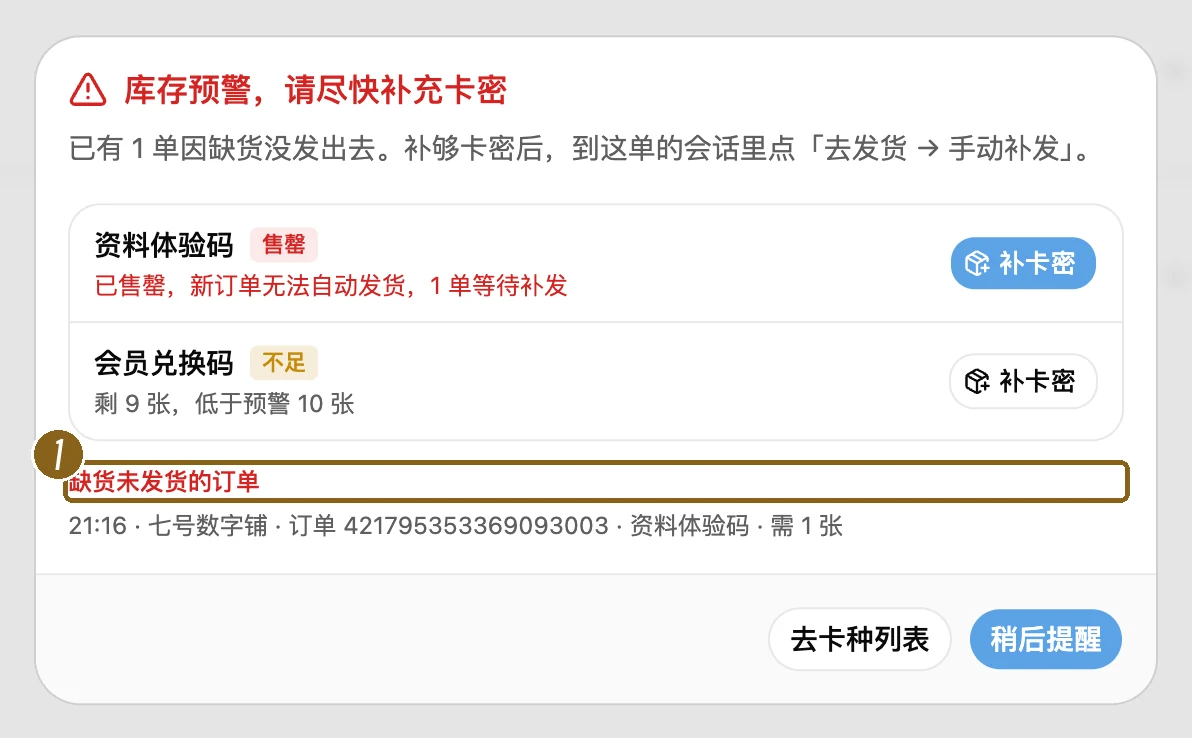 库存预警，请尽快补充卡密
已有 1 单因缺货没发出去。补够卡密后，到这单的会话里点「去发货 → 手动补发」。
资料体验码 售罄
已售罄，新订单无法自动发货，1 单等待补发
补卡密
会员兑换码 不足
剩 9 张，低于预警 10 张
补卡密
1
缺货未发货的订单
21:16 · 七号数字铺 · 订单 421795353369093003 · 资料体验码 · 需 1 张
去卡种列表 稍后提醒